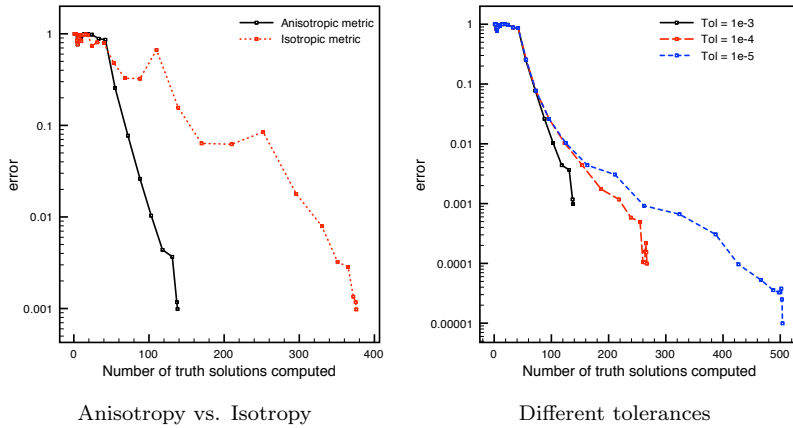 Anisotropic metric
Isotropic metric
1
0.1
0.01
0.001
error
0 100 200 300 400
Number of truth solutions computed
Anisotropy vs. Isotropy
Tol = 1e-3
Tol = 1e-4
Tol = 1e-5
1
0.1
0.01
0.001
0.0001
0.00001
error
0 100 200 300 400 500
Number of truth solutions computed
Different tolerances